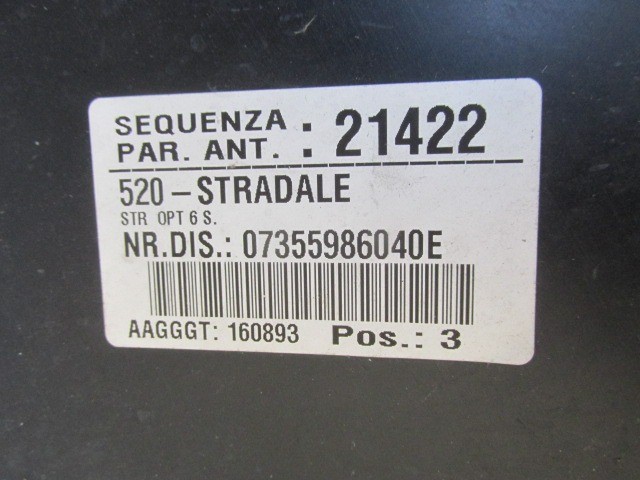 SEQUENZA
PAR. ANT. : 21422
520-STRADALE
STR OPT 6 S.
NR.DIS.: 07355986040E
AAGGGT: 160893 Pos.: 3